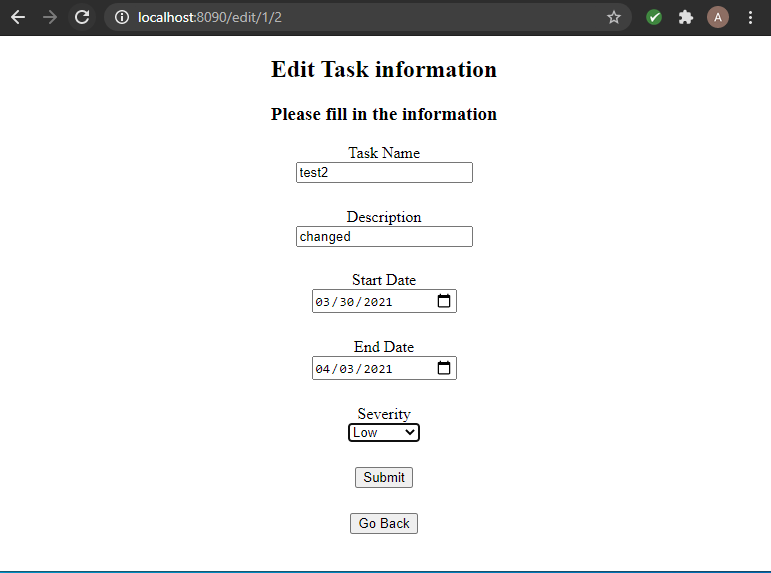 localhost:8090/edit/1/2
A
Edit Task information
Please fill in the information
Task Name
test2
Description
changed
Start Date
03/30/2021
End Date
04/03/2021
Severity
Low
Submit
Go Back